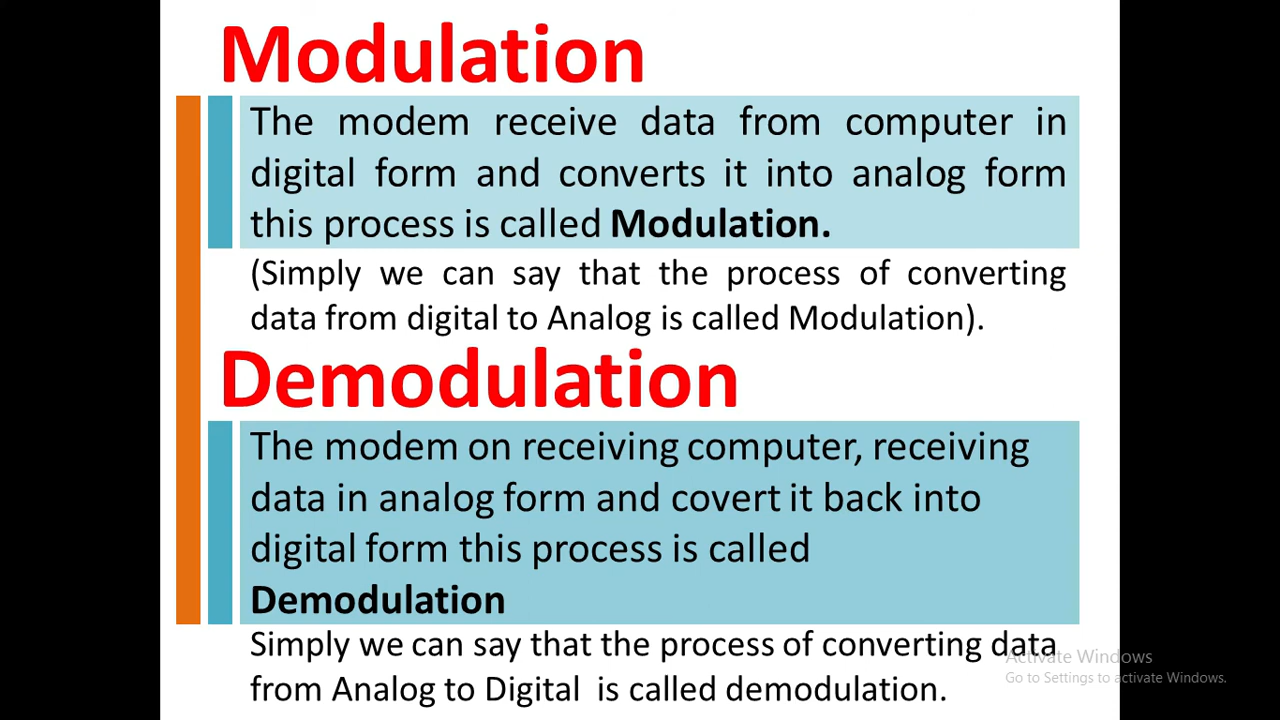 Modulation
The modem receive data from computer in
digital form and converts it into analog form
this process is called Modulation.
(Simply we can say that the process of converting
data from digital to Analog is called Modulation).
Demodulation
The modem on receiving computer, receiving
data in analog form and covert it back into
digital form this process is called
Demodulation
Simply we can say that the process of converting data
from Analog to Digital is called demodulation.
Activate Windows
Go to Settings to activate Windows.